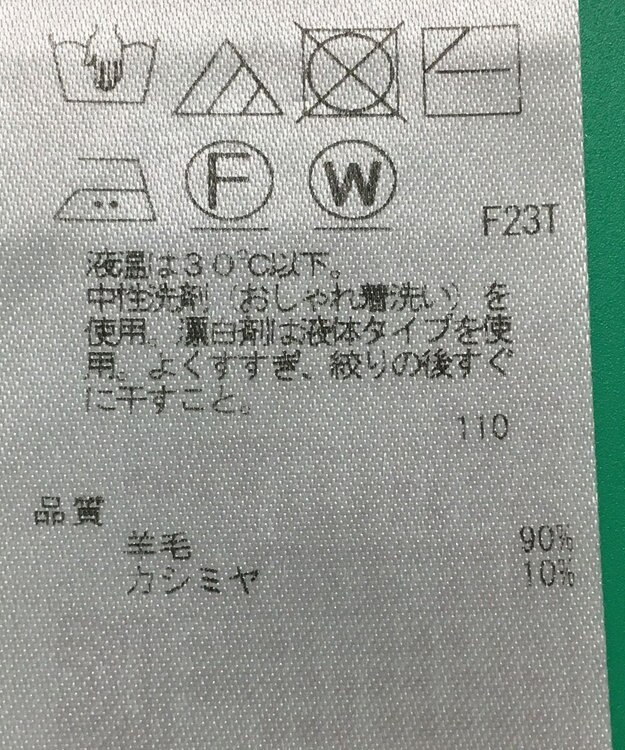 F W
F23T
液温は30℃以下。
中性洗剤（おしゃれ着洗い）を
使用。漂白剤は液体タイプを使
用。よくすすぎ、絞りの後すぐ
に干すこと。
110
品質
羊毛 90%
カシミヤ 10%